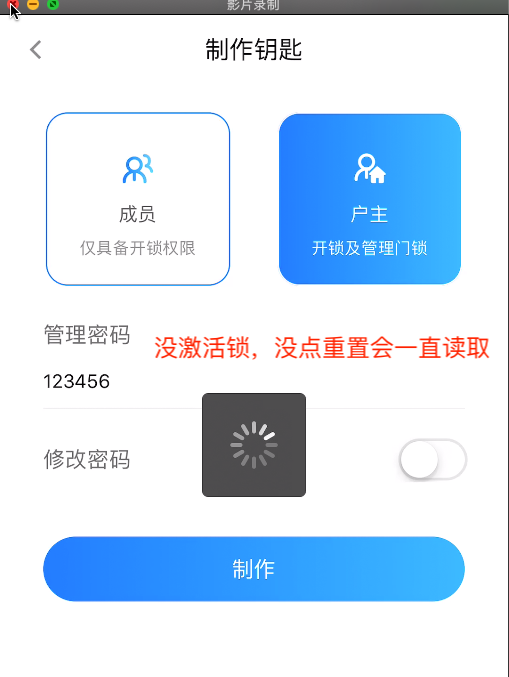 影片录制
制作钥匙
成员
仅具备开锁权限
户主
开锁及管理门锁
管理密码
没激活锁，没点重置会一直读取
123456
修改密码
制作